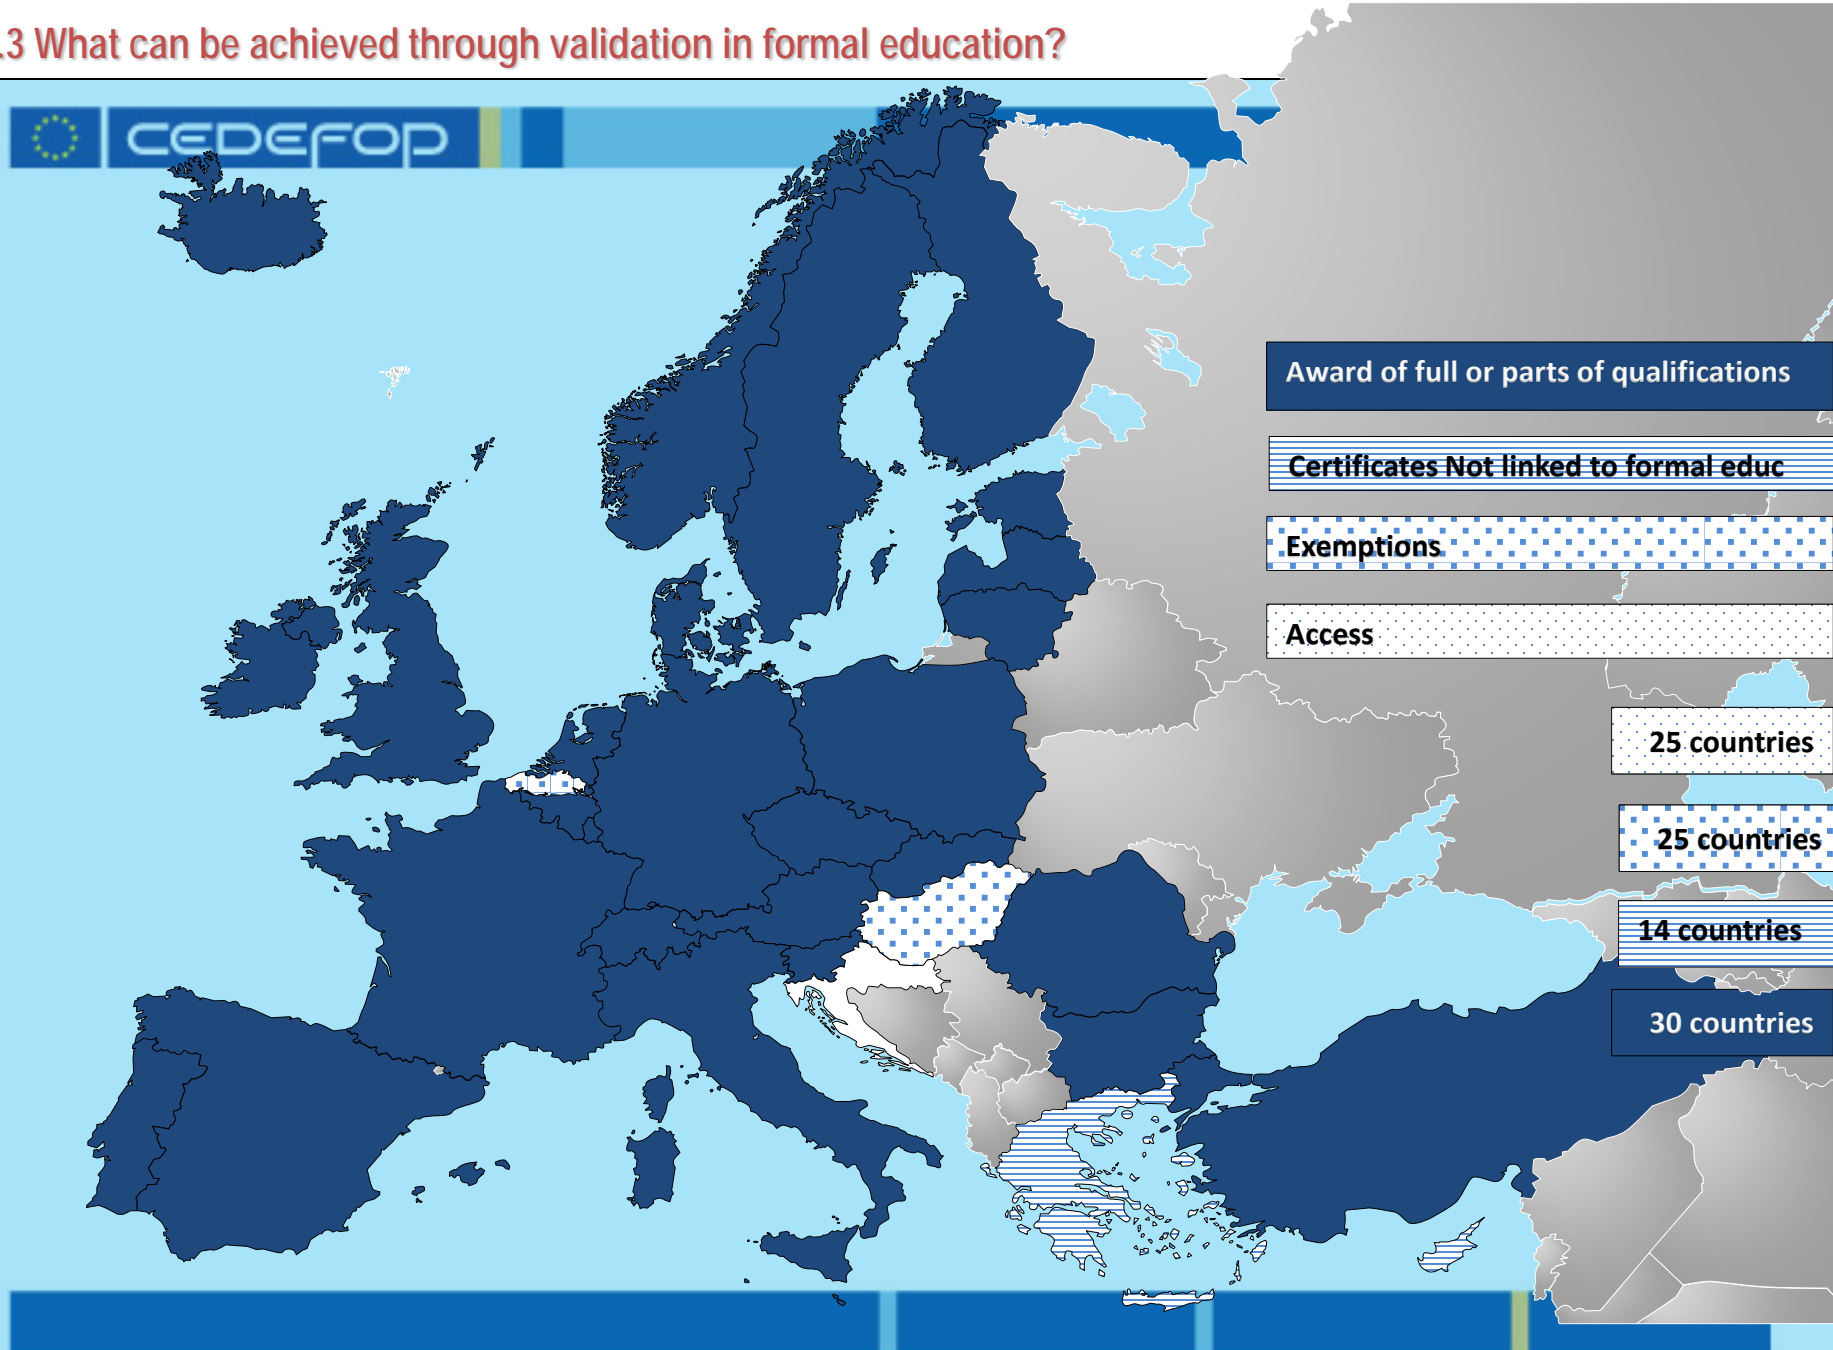 .3 What can be achieved through validation in formal education?
CEDEFOP
Award of full or parts of qualifications
Certificates Not linked to formal educ
Exemptions
Access
25 countries
25 countries
14 countries
30 countries